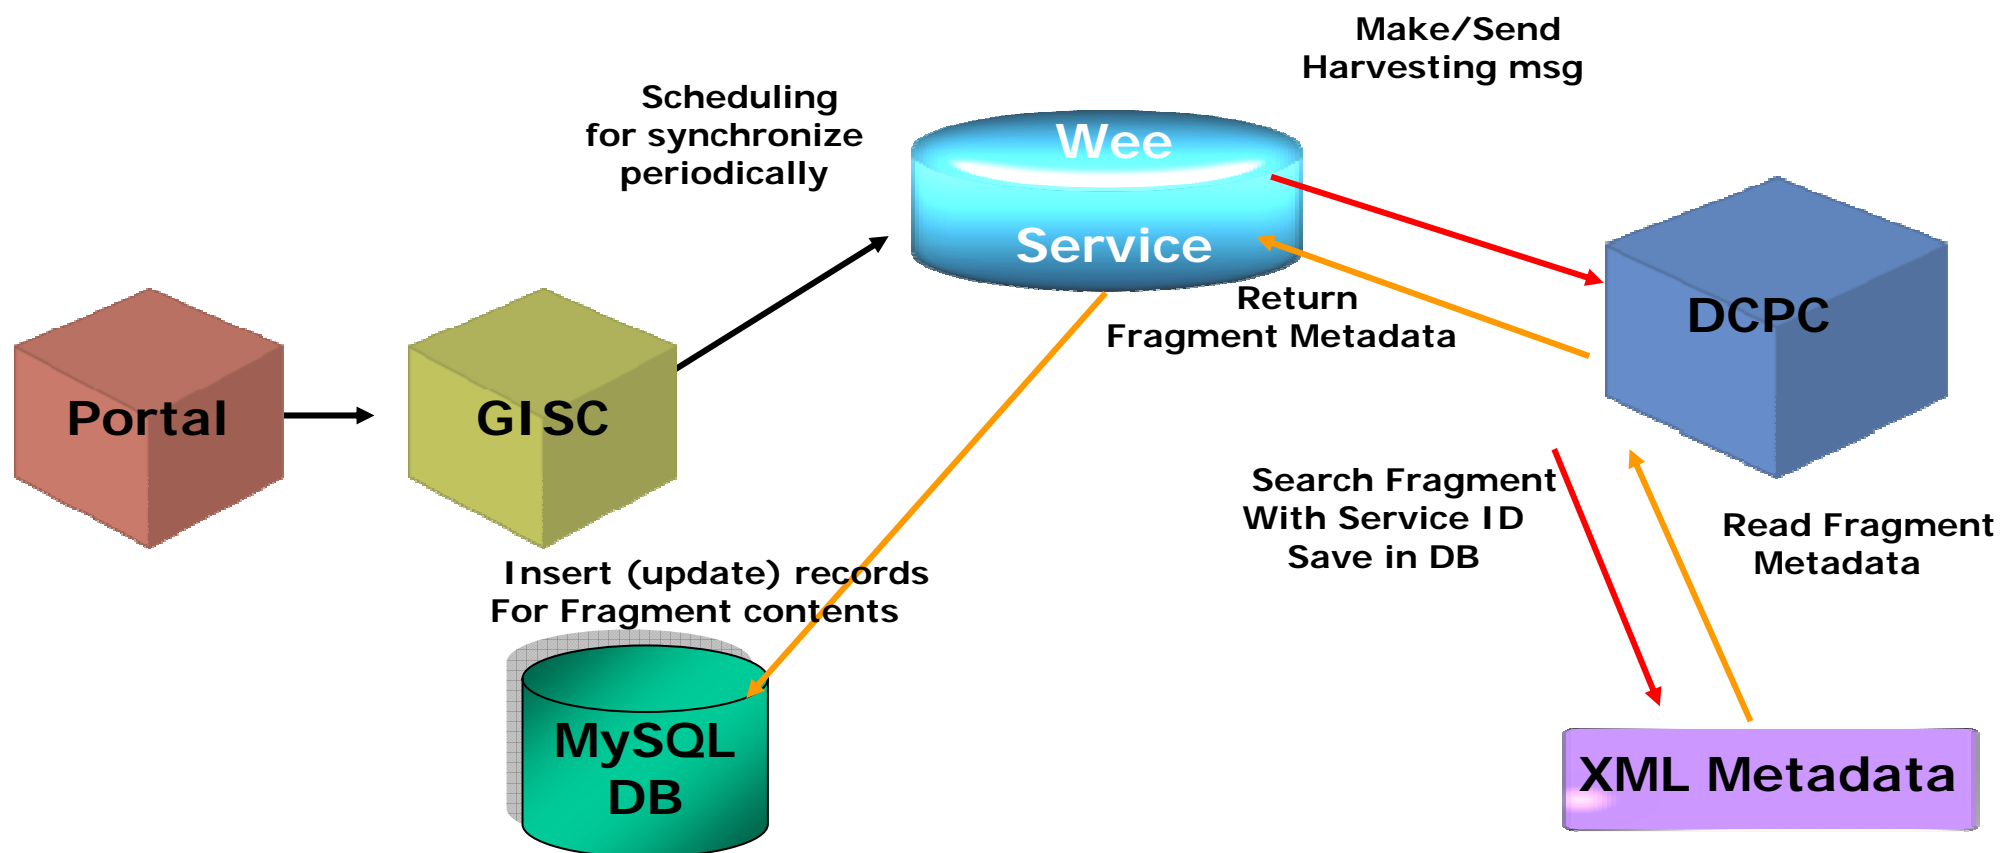 Make/Send
Harvesting msg
Scheduling
for synchronize
periodically
Wee
Service
Return
Fragment Metadata
DCPC
Portal
GISC
Search Fragment
With Service ID
Save in DB
Read Fragment
Metadata
Insert (update) records
For Fragment contents
MySQL
DB
XML Metadata